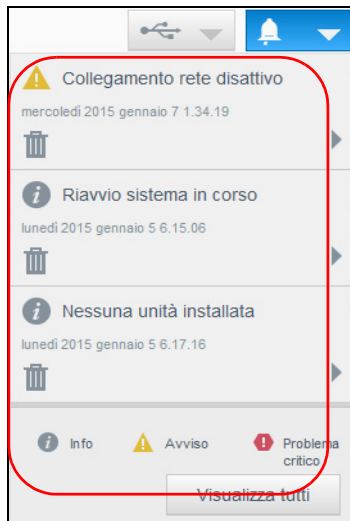 Collegamento rete disattivo
mercoledì 2015 gennaio 7 1.34.19
Riavvio sistema in corso
lunedì 2015 gennaio 5 6.15.06
Nessuna unità installata
lunedì 2015 gennaio 5 6.17.16
Info Avviso Problema
critico
Visualizza tutti